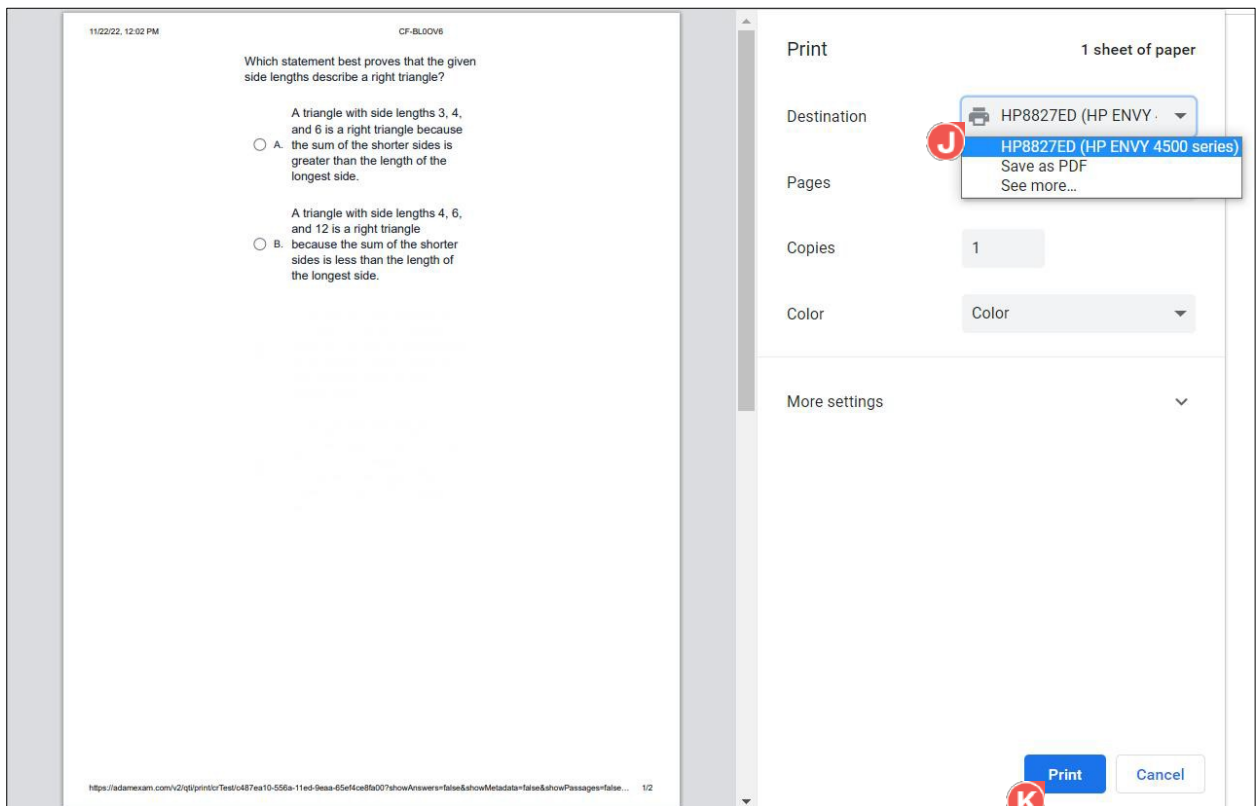 11/22/22, 12:02 PM
CF-BL0OV6
Which statement best proves that the given
side lengths describe a right triangle?
A triangle with side lengths 3, 4,
and 6 is a right triangle because
A. the sum of the shorter sides is
greater than the length of the
longest side.
A triangle with side lengths 4, 6,
and 12 is a right triangle
B. because the sum of the shorter
sides is less than the length of
the longest side.
https://adamexam.com/v2/qti/print/crTest/c487ea10-556a-11ed-9eaa-65ef4ce8fa00?showAnswers=false&showMetadata=false&showPassages=false... 1/2
Print
1 sheet of paper
Destination
HP8827ED (HP ENVY
J
HP8827ED (HP ENVY 4500 series)
Save as PDF
See more...
Pages
Copies
1
Color
Color
More settings
Print
Cancel
K